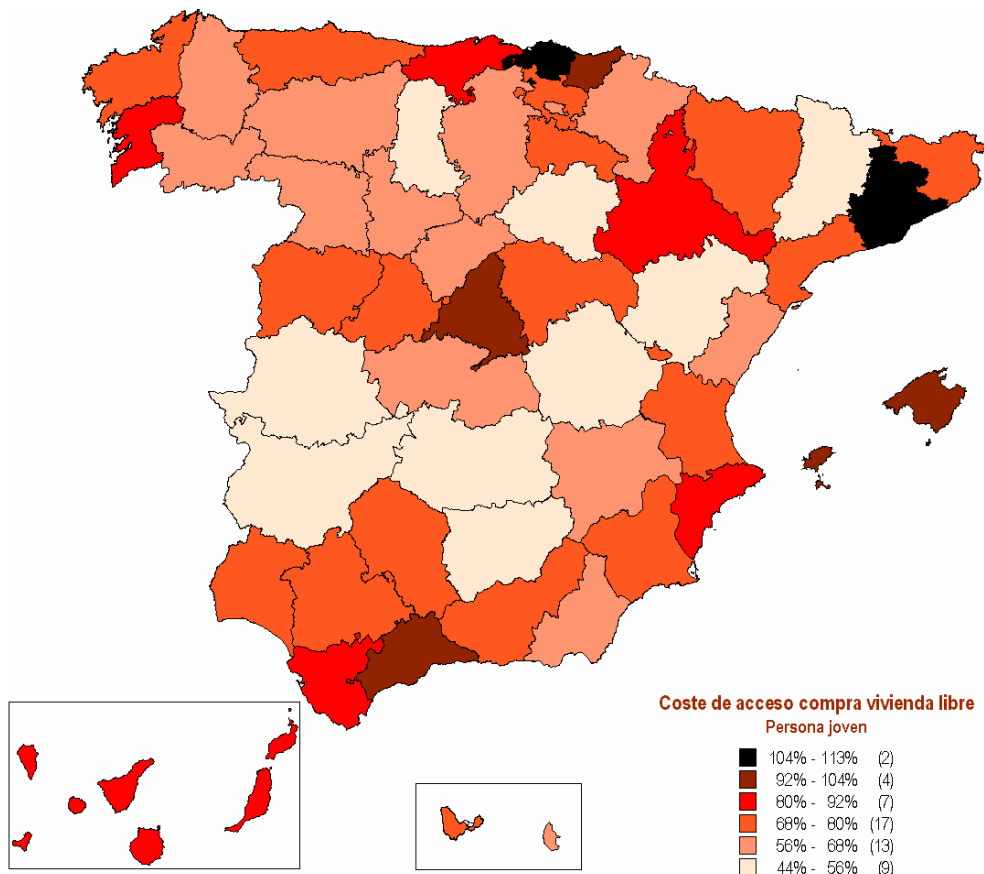 Coste de acceso compra vivienda libre
Persona joven
104% - 113% (2)
92% - 104% (4)
80% - 92% (7)
68% - 80% (17)
56% - 68% (13)
44% - 56% (9)